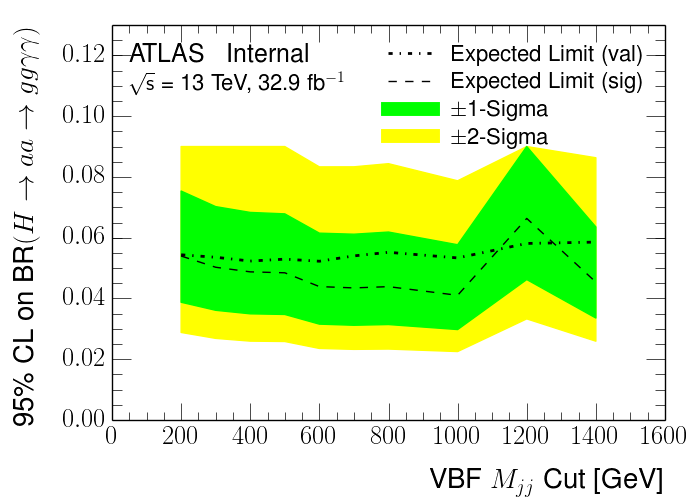 ATLAS Internal
√s = 13 TeV, 32.9 fb⁻¹
Expected Limit (val)
Expected Limit (sig)
±1-Sigma
±2-Sigma
95% CL on BR(H → aa → ggγγ)
0.12
0.10
0.08
0.06
0.04
0.02
0.00
0 200 400 600 800 1000 1200 1400 1600
VBF M_jj Cut [GeV]